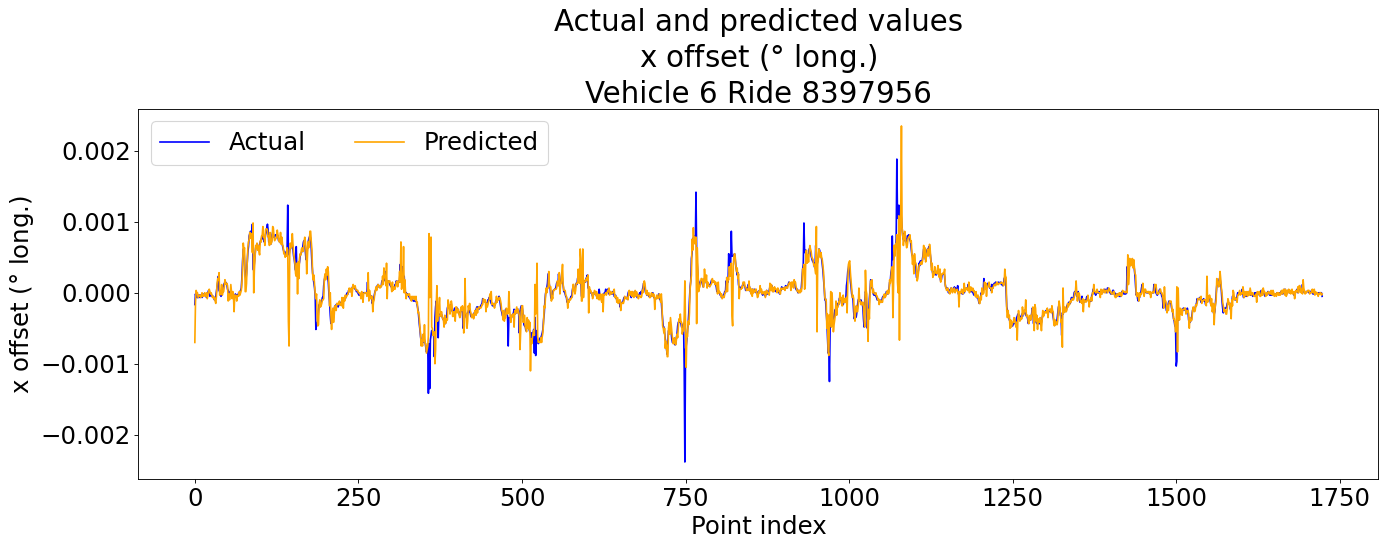 Actual and predicted values
x offset (° long.)
Vehicle 6 Ride 8397956
Actual Predicted
x offset (° long.)
0.002
0.001
0.000
−0.001
−0.002
0 250 500 750 1000 1250 1500 1750
Point index